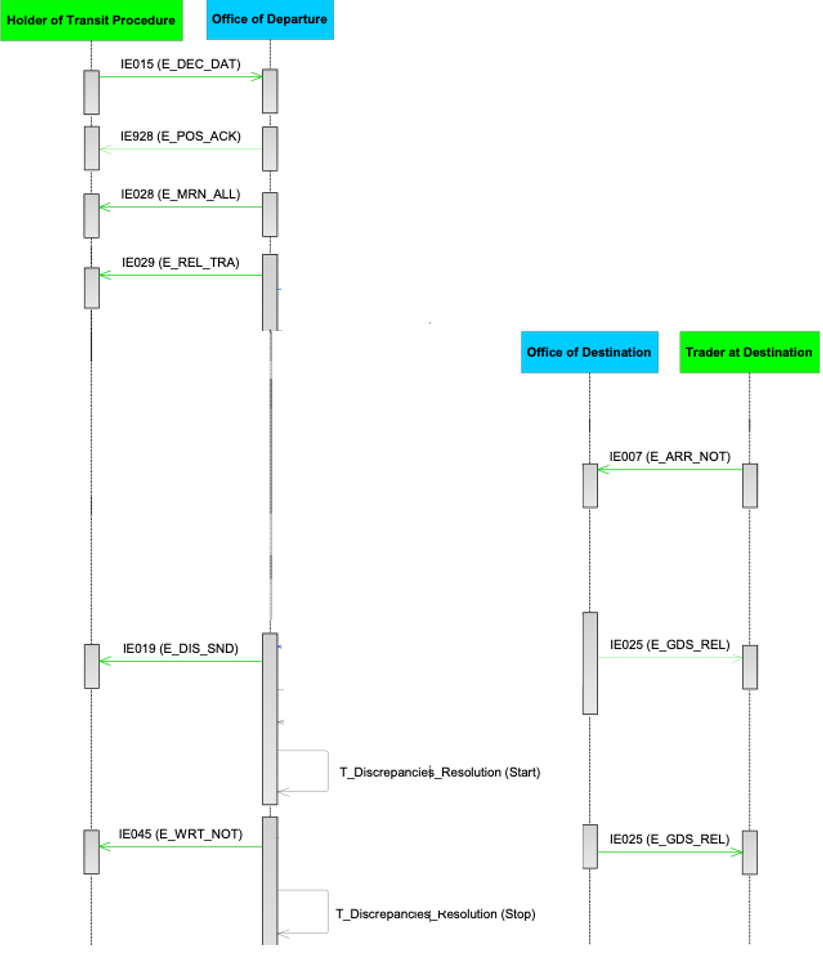 Holder of Transit Procedure
Office of Departure
IE015 (E_DEC_DAT)
IE928 (E_POS_ACK)
IE028 (E_MRN_ALL)
IE029 (E_REL_TRA)
Office of Destination
Trader at Destination
IE007 (E_ARR_NOT)
IE019 (E_DIS_SND)
IE025 (E_GDS_REL)
T_Discrepancies_Resolution (Start)
IE045 (E_WRT_NOT)
IE025 (E_GDS_REL)
T_Discrepancies_Resolution (Stop)